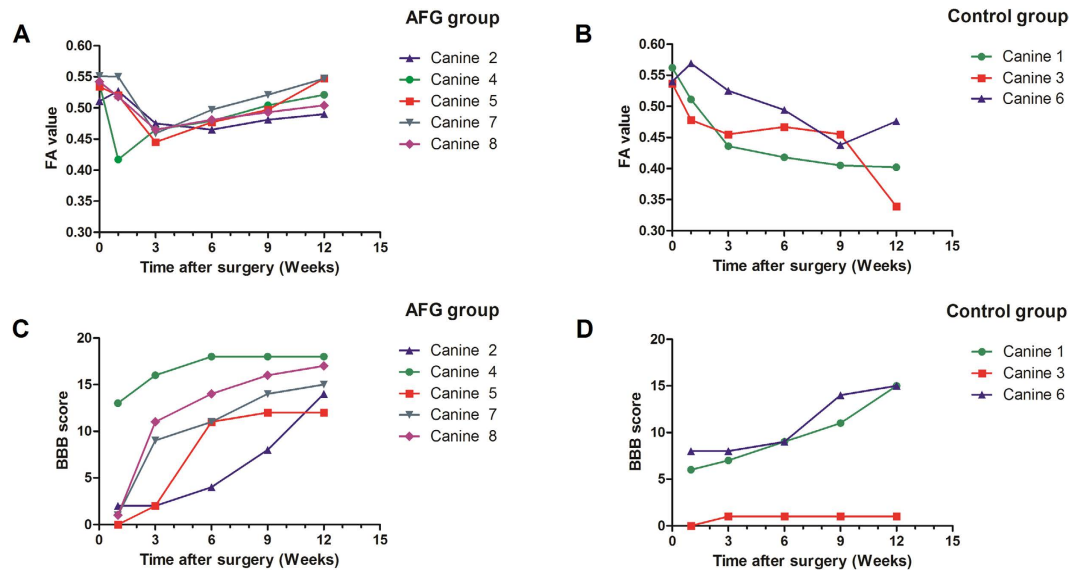 A
AFG group
FA value
0.60
0.55
0.50
0.45
0.40
0.35
0.30
0 3 6 9 12 15
Time after surgery (Weeks)
Canine 2
Canine 4
Canine 5
Canine 7
Canine 8
B
Control group
FA value
0.60
0.55
0.50
0.45
0.40
0.35
0.30
0 3 6 9 12 15
Time after surgery (Weeks)
Canine 1
Canine 3
Canine 6
C
AFG group
BBB score
20
15
10
5
0
0 3 6 9 12 15
Time after surgery (Weeks)
Canine 2
Canine 4
Canine 5
Canine 7
Canine 8
D
Control group
BBB score
20
15
10
5
0
0 3 6 9 12 15
Time after surgery (Weeks)
Canine 1
Canine 3
Canine 6